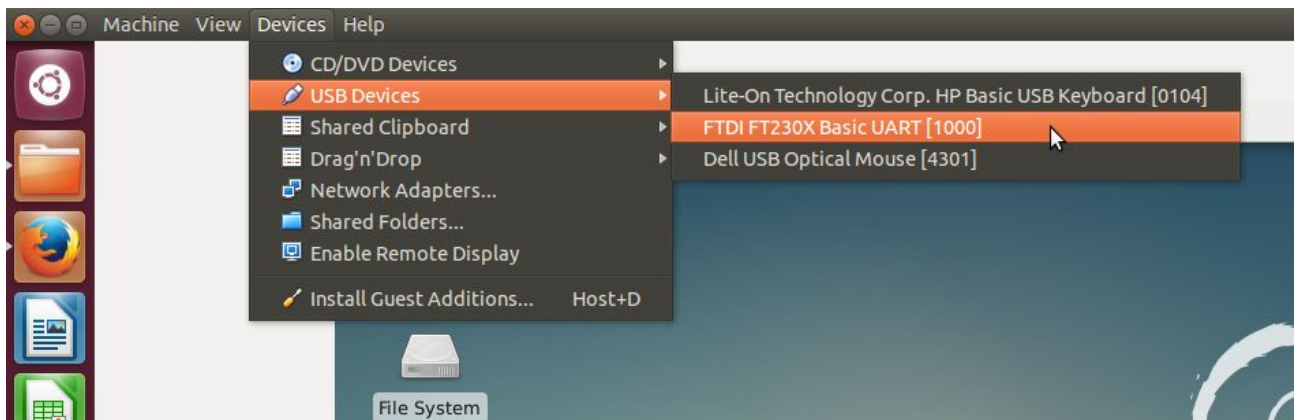 Machine View Devices Help
CD/DVD Devices
USB Devices
Shared Clipboard
Drag'n'Drop
Network Adapters...
Shared Folders...
Enable Remote Display
Install Guest Additions... Host+D
Lite-On Technology Corp. HP Basic USB Keyboard [0104]
FTDI FT230X Basic UART [1000]
Dell USB Optical Mouse [4301]
File System